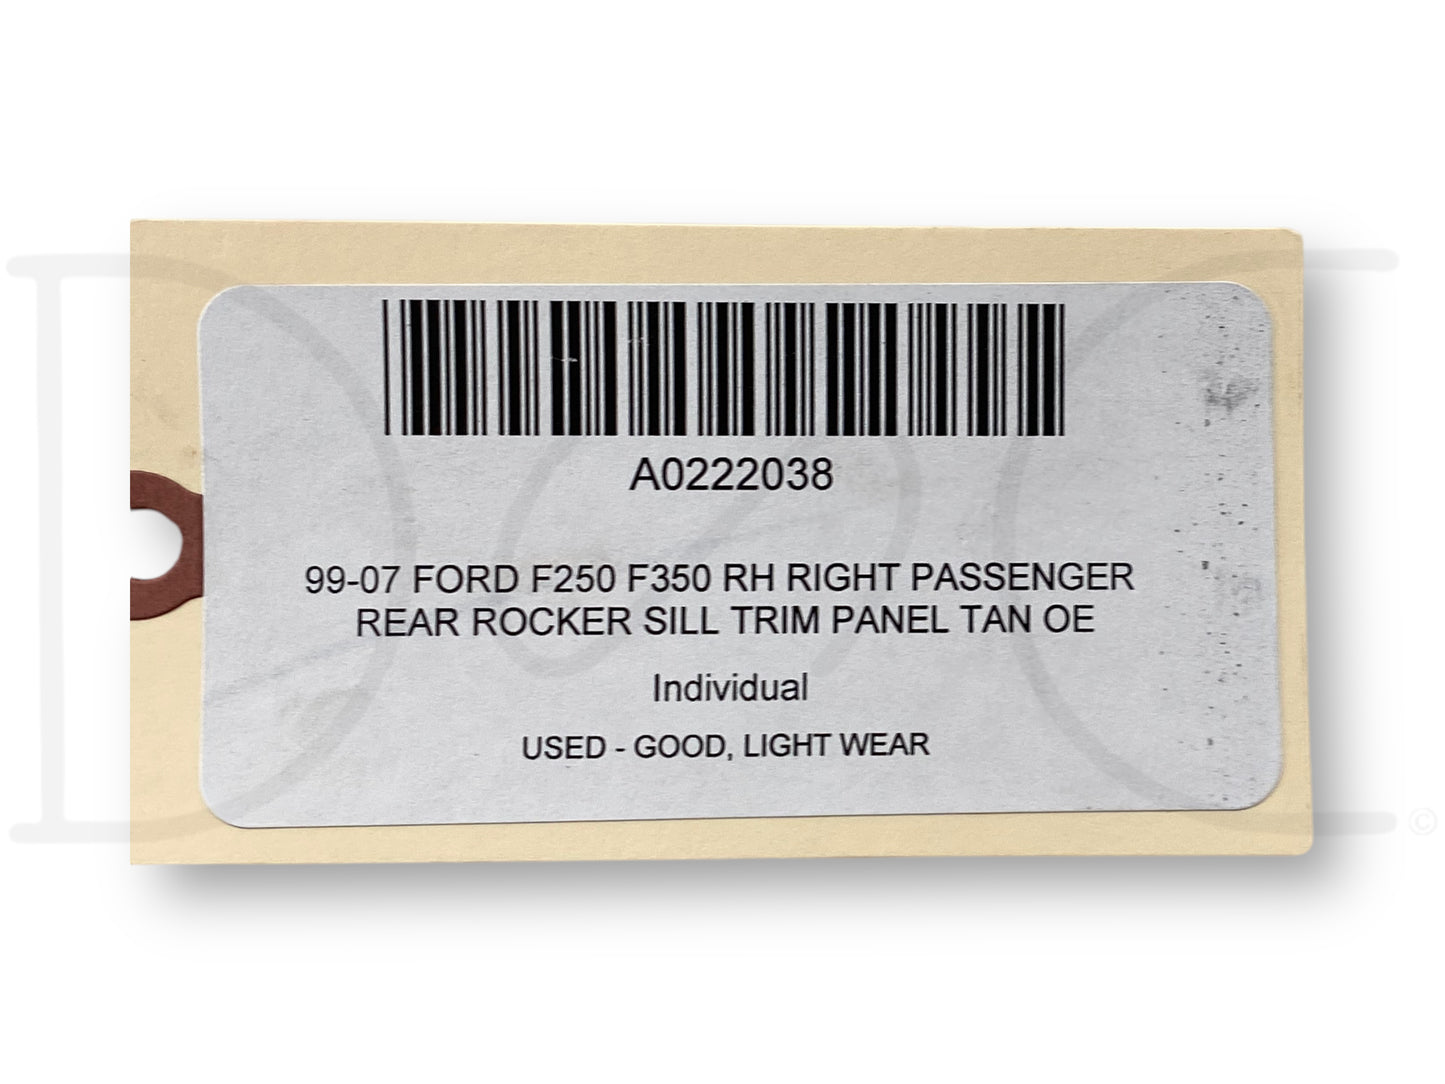 A0222038
99-07 FORD F250 F350 RH RIGHT PASSENGER
REAR ROCKER SILL TRIM PANEL TAN OE
Individual
USED - GOOD, LIGHT WEAR
©